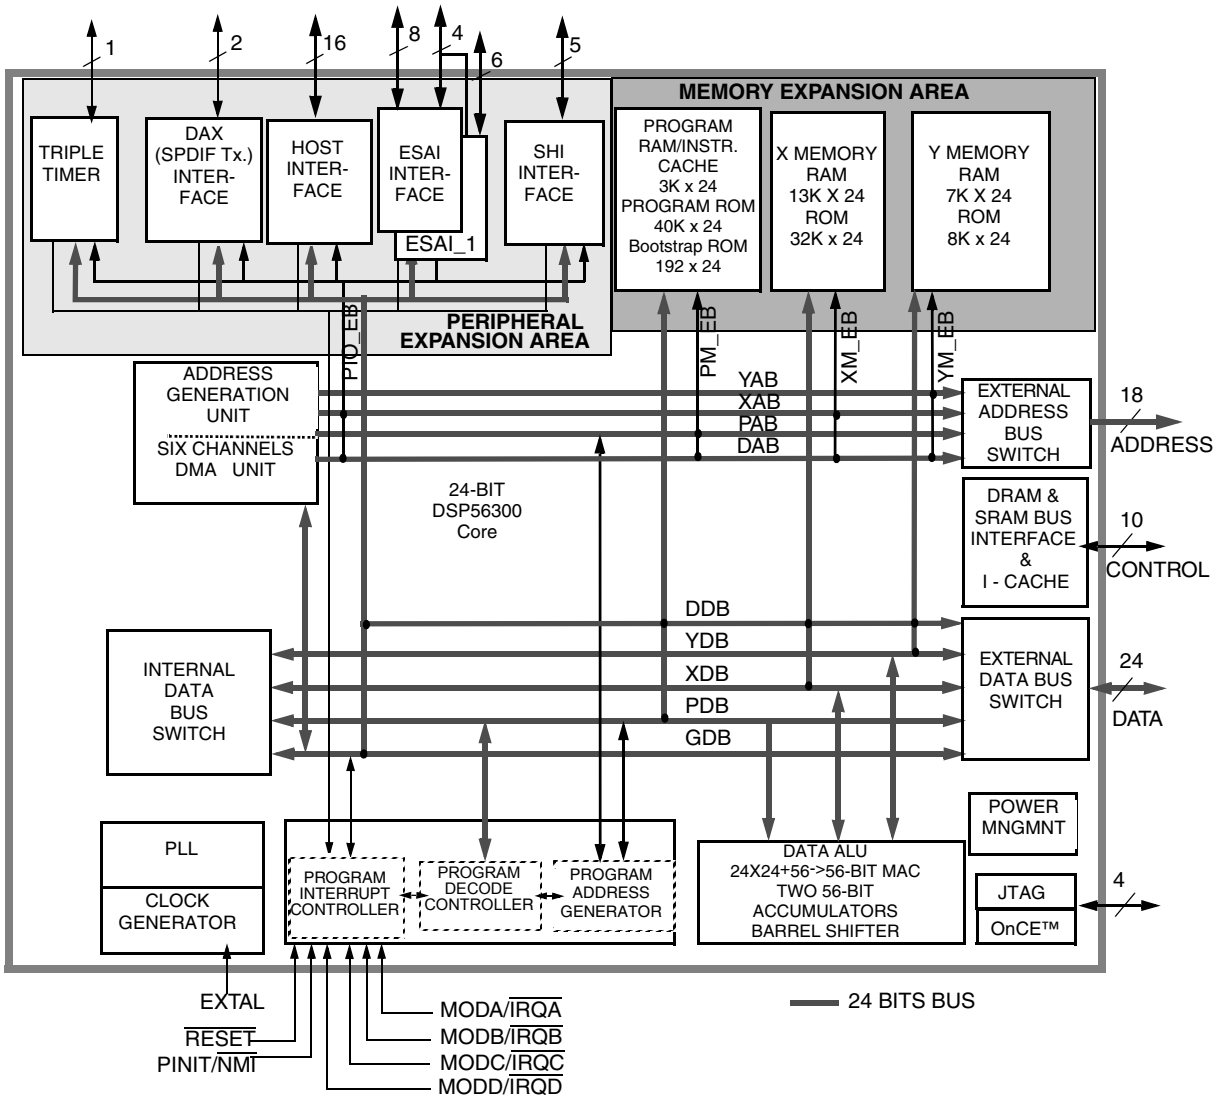 1
2
16
8
4
6
5
MEMORY EXPANSION AREA
TRIPLE
TIMER
DAX
(SPDIF Tx.)
INTER-
FACE
HOST
INTER-
FACE
ESAI
INTER-
FACE
ESAI_1
SHI
INTER-
FACE
PROGRAM
RAM/INSTR.
CACHE
3K x 24
PROGRAM ROM
40K x 24
Bootstrap ROM
192 x 24
X MEMORY
RAM
13K X 24
ROM
32K x 24
Y MEMORY
RAM
7K X 24
ROM
8K x 24
PERIPHERAL
EXPANSION AREA
PIO_EB
PM_EB
XM_EB
YM_EB
ADDRESS
GENERATION
UNIT
SIX CHANNELS
DMA UNIT
YAB
XAB
PAB
DAB
EXTERNAL
ADDRESS
BUS
SWITCH
18
ADDRESS
24-BIT
DSP56300
Core
DRAM &
SRAM BUS
INTERFACE
&
I - CACHE
10
CONTROL
INTERNAL
DATA
BUS
SWITCH
DDB
YDB
XDB
PDB
GDB
EXTERNAL
DATA BUS
SWITCH
24
DATA
PLL
CLOCK
GENERATOR
PROGRAM
INTERRUPT
CONTROLLER
PROGRAM
DECODE
CONTROLLER
PROGRAM
ADDRESS
GENERATOR
DATA ALU
24X24+56->56-BIT MAC
TWO 56-BIT
ACCUMULATORS
BARREL SHIFTER
POWER
MNGMNT
JTAG
OnCE™
4
EXTAL
RESET
PINIT/NMI
MODA/IRQA
MODB/IRQB
MODC/IRQC
MODD/IRQD
24 BITS BUS